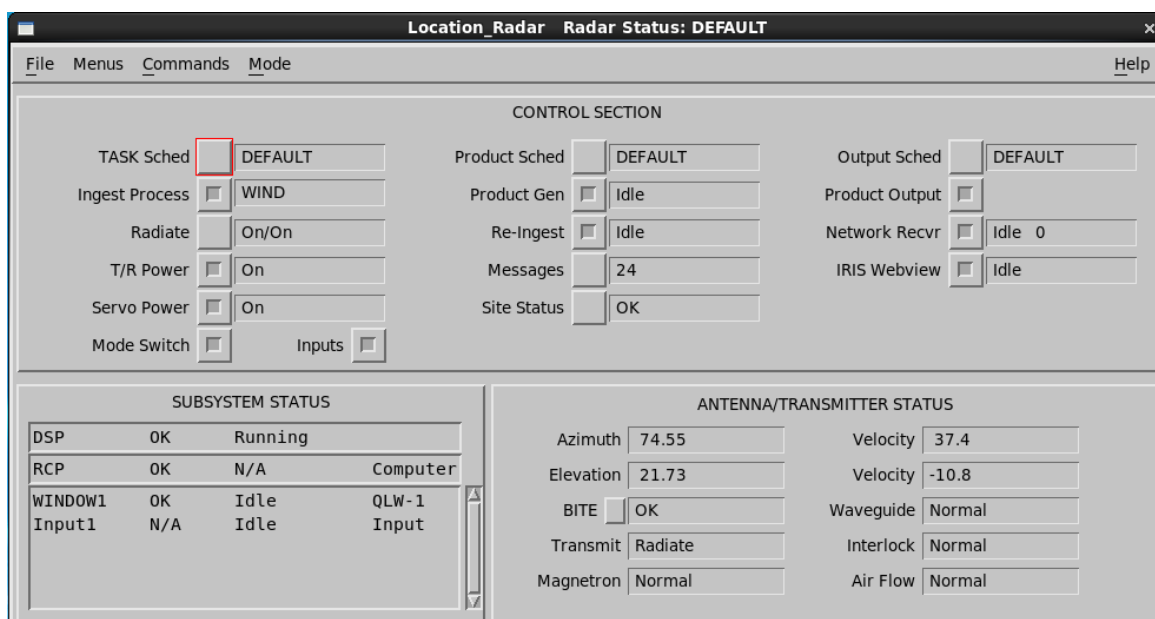 Location_Radar Radar Status: DEFAULT
File Menus Commands Mode Help
CONTROL SECTION
TASK Sched DEFAULT Product Sched DEFAULT Output Sched DEFAULT
Ingest Process WIND Product Gen Idle Product Output
Radiate On/On Re-Ingest Idle Network Recvr Idle 0
T/R Power On Messages 24 IRIS Webview Idle
Servo Power On Site Status OK
Mode Switch Inputs
SUBSYSTEM STATUS
DSP OK Running
RCP OK N/A Computer
WINDOW1 OK Idle QLW-1
Input1 N/A Idle Input
ANTENNA/TRANSMITTER STATUS
Azimuth 74.55 Velocity 37.4
Elevation 21.73 Velocity -10.8
BITE OK Waveguide Normal
Transmit Radiate Interlock Normal
Magnetron Normal Air Flow Normal